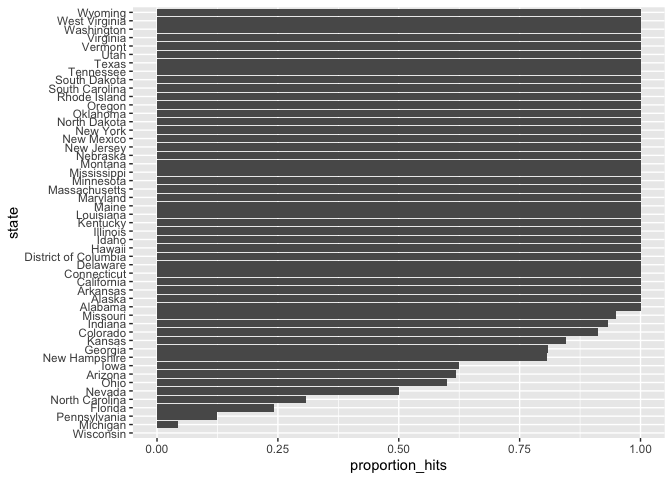 Wyoming
West Virginia
Washington
Virginia
Vermont
Utah
Texas
Tennessee
South Dakota
South Carolina
Rhode Island
Oregon
Oklahoma
North Dakota
New York
New Mexico
New Jersey
Nebraska
Montana
Mississippi
Minnesota
Massachusetts
Maryland
Maine
Louisiana
Kentucky
Illinois
Idaho
Hawaii
District of Columbia
Delaware
Connecticut
California
Arkansas
Alaska
Alabama
Missouri
Indiana
Colorado
Kansas
Georgia
New Hampshire
Iowa
Arizona
Ohio
Nevada
North Carolina
Florida
Pennsylvania
Michigan
Wisconsin
state
0.00 0.25 0.50 0.75 1.00
proportion_hits